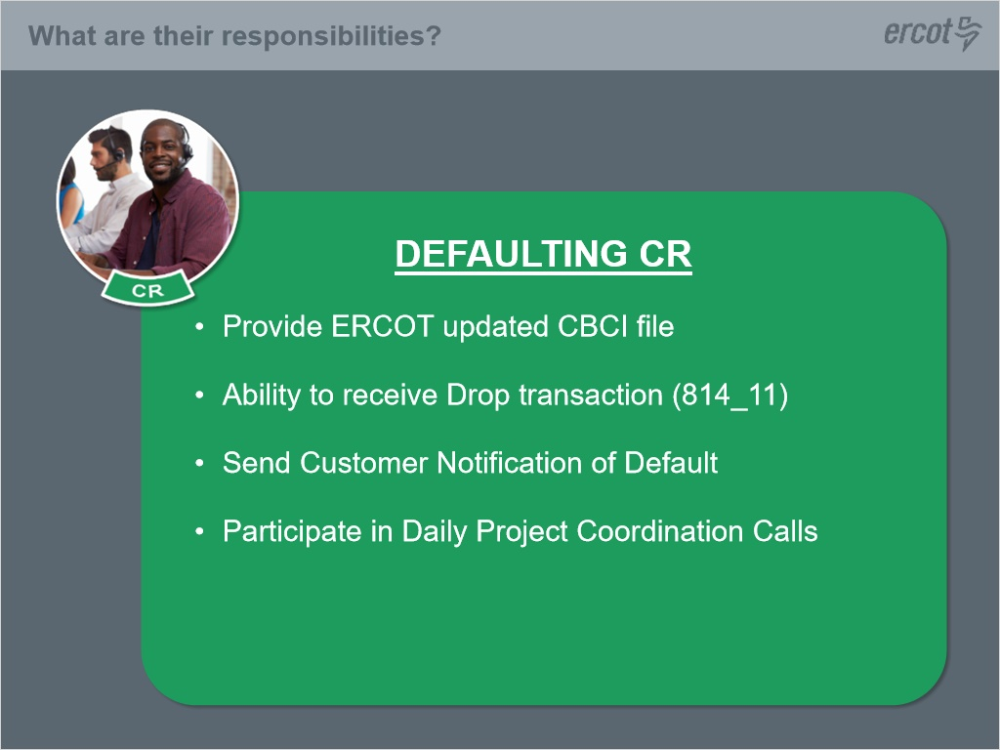 What are their responsibilities?
ercot
CR
DEFAULTING CR
• Provide ERCOT updated CBCI file
• Ability to receive Drop transaction (814_11)
• Send Customer Notification of Default
• Participate in Daily Project Coordination Calls